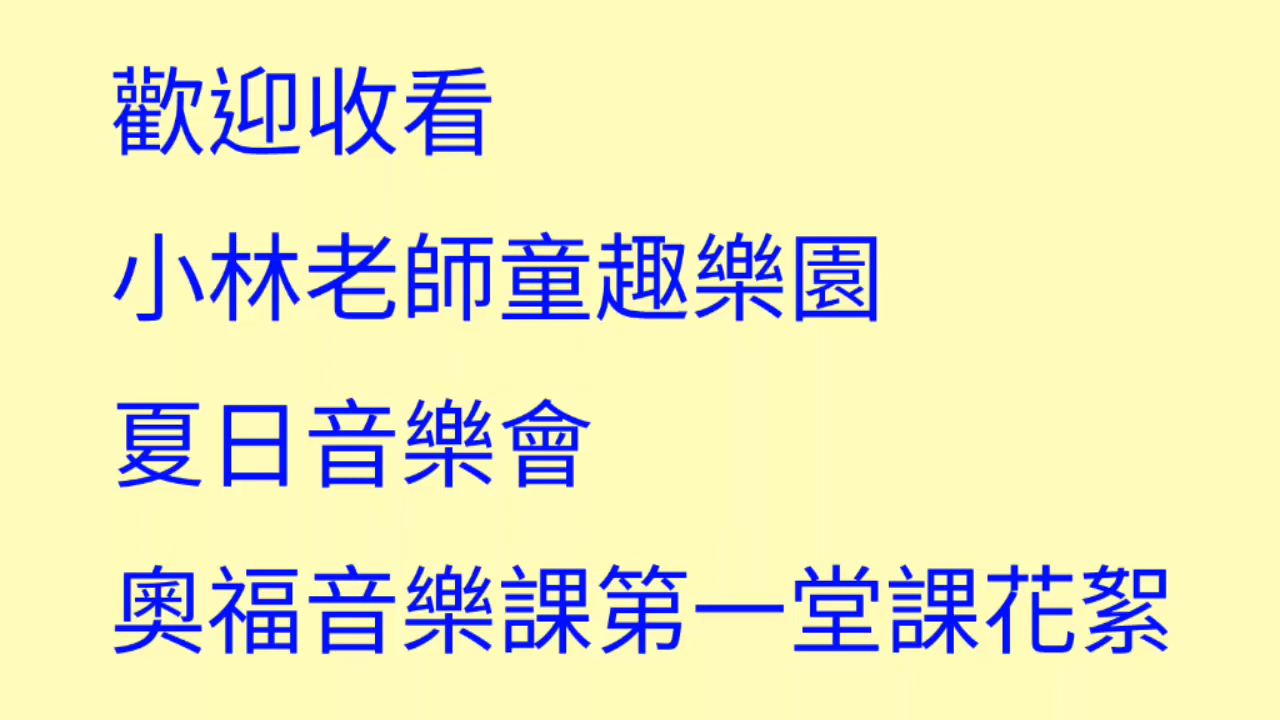 歡迎收看
小林老師童趣樂園
夏日音樂會
奧福音樂課第一堂課花絮